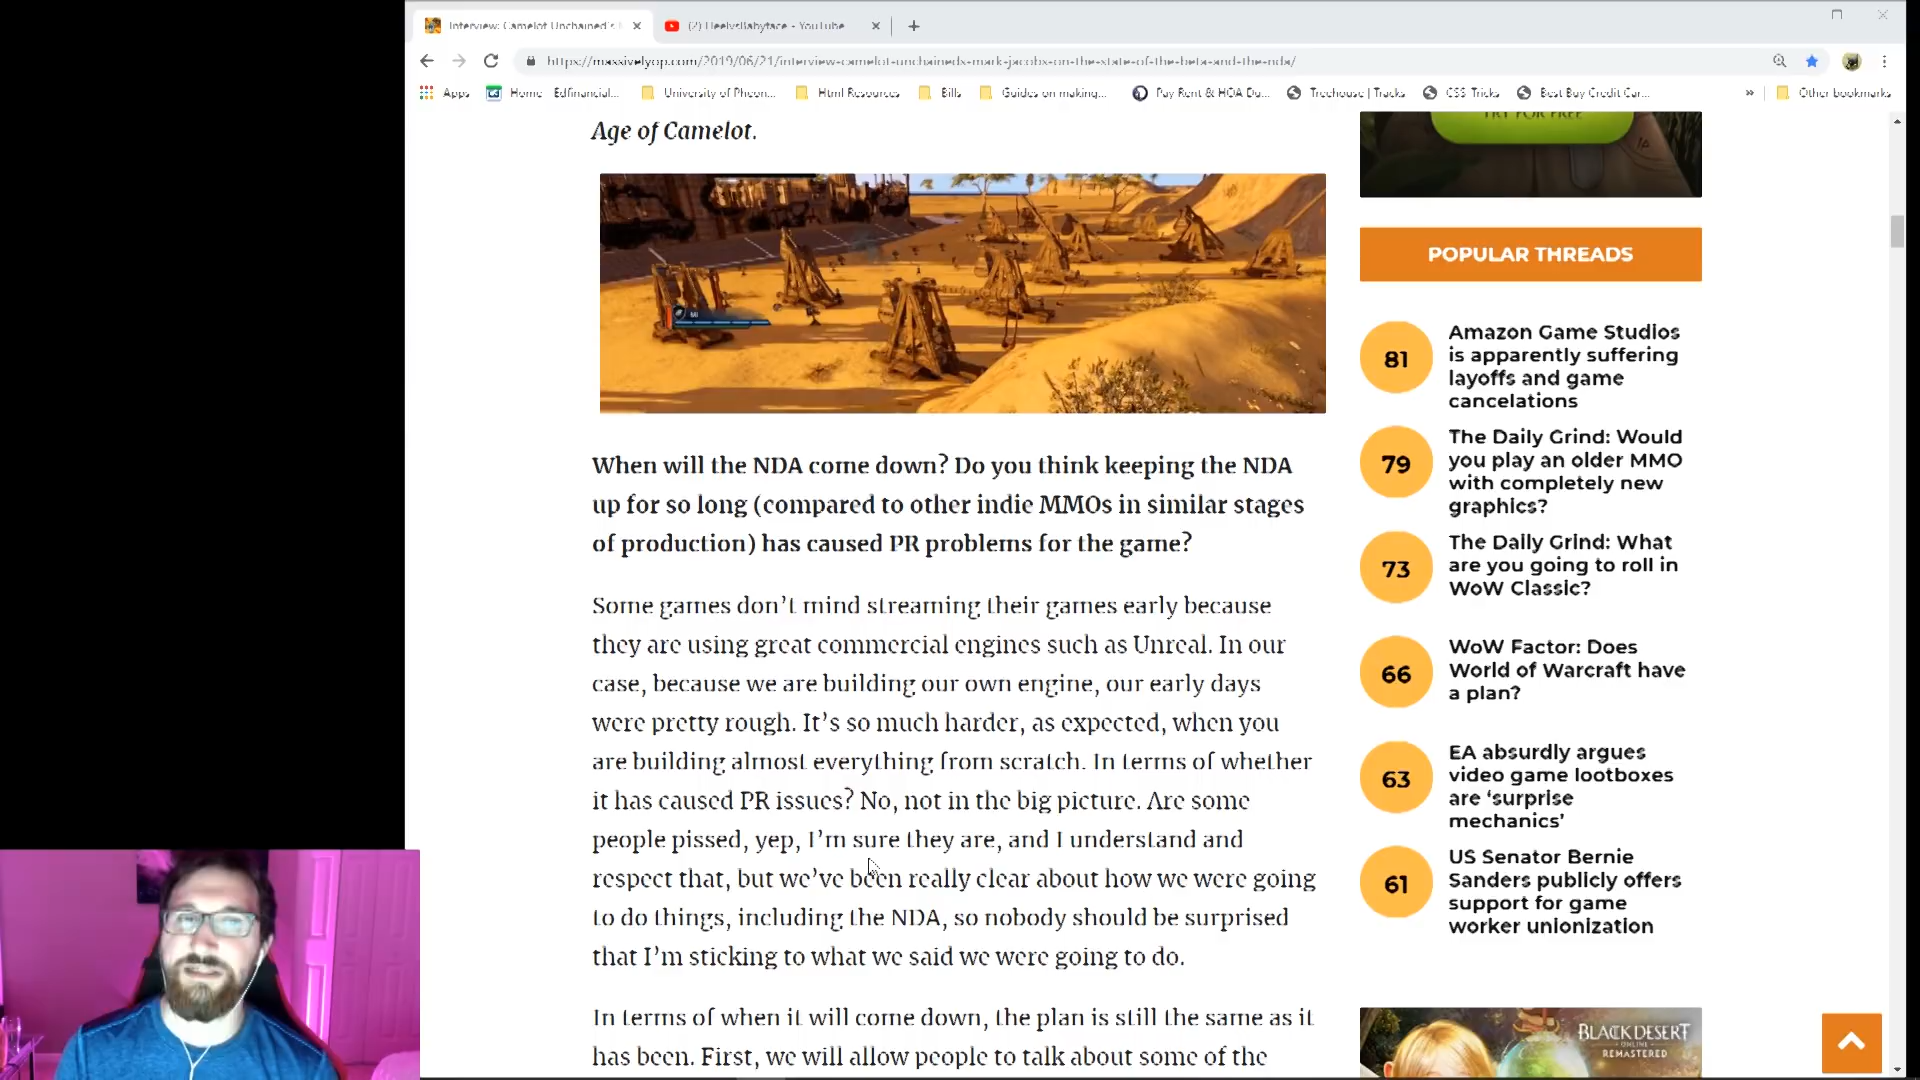 Interview: Camelot Unchained's
(2) HeelvsBabyface - YouTube
https://massivelyop.com/2019/06/21/interview-camelot-unchaineds-mark-jacobs-on-the-state-of-the-beta-and-the-nda/
Apps
Home
Edfinancial...
University of Pheon...
Html Resources
Bills
Guides on making...
Pay Rent & HOA Du...
Treehouse | Tracks
CSS-Tricks
Best Buy Credit Car...
»
Other bookmarks
Age of Camelot.
When will the NDA come down? Do you think keeping the NDA
up for so long (compared to other indie MMOs in similar stages
of production) has caused PR problems for the game?
Some games don't mind streaming their games early because
they are using great commercial engines such as Unreal. In our
case, because we are building our own engine, our early days
were pretty rough. It's so much harder, as expected, when you
are building almost everything from scratch. In terms of whether
it has caused PR issues? No, not in the big picture. Are some
people pissed, yep, I'm sure they are, and I understand and
respect that, but we've been really clear about how we were going
to do things, including the NDA, so nobody should be surprised
that I'm sticking to what we said we were going to do.
In terms of when it will come down, the plan is still the same as it
has been. First, we will allow people to talk about some of the
TRY FOR FREE
POPULAR THREADS
81
Amazon Game Studios
is apparently suffering
layoffs and game
cancelations
79
The Daily Grind: Would
you play an older MMO
with completely new
graphics?
73
The Daily Grind: What
are you going to roll in
WoW Classic?
66
WoW Factor: Does
World of Warcraft have
a plan?
63
EA absurdly argues
video game lootboxes
are 'surprise
mechanics'
61
US Senator Bernie
Sanders publicly offers
support for game
worker unionization
BLACK DESERT
ONLINE
REMASTERED